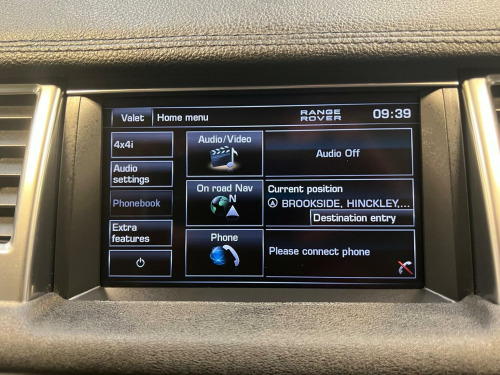 Valet Home menu RANGE ROVER 09:39
4x4i
Audio settings
Phonebook
Extra features
Audio/Video
Audio Off
On road Nav
N
Current position
BROOKSIDE, HINCKLEY,...
Destination entry
Phone
Please connect phone